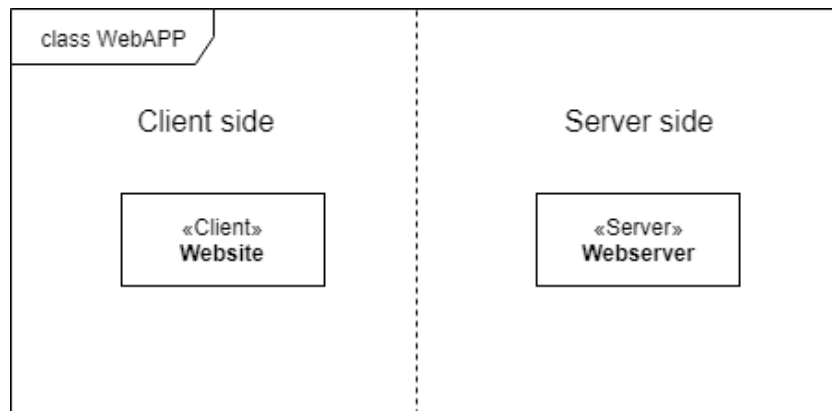 class WebAPP
Client side
Server side
«Client»
Website
«Server»
Webserver